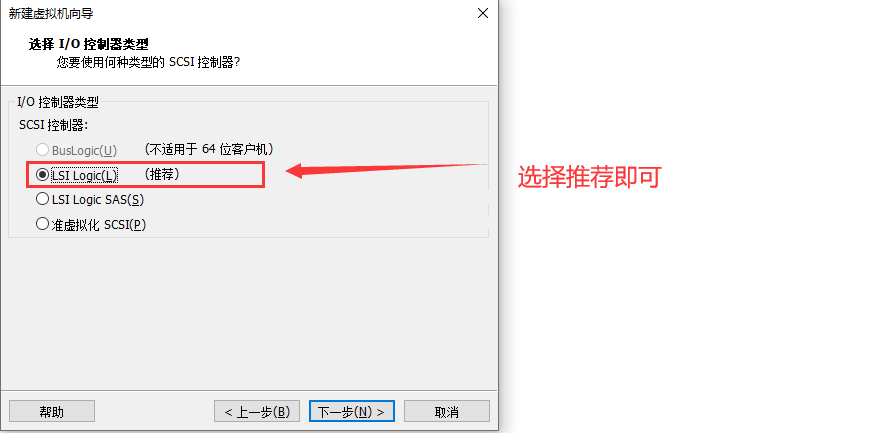 新建虚拟机向导
选择 I/O 控制器类型
您要使用何种类型的 SCSI 控制器?
I/O 控制器类型
SCSI 控制器:
BusLogic(U) (不适用于 64 位客户机)
LSI Logic(L) (推荐)
选择推荐即可
LSI Logic SAS(S)
准虚拟化 SCSI(P)
帮助 < 上一步(B) 下一步(N) > 取消